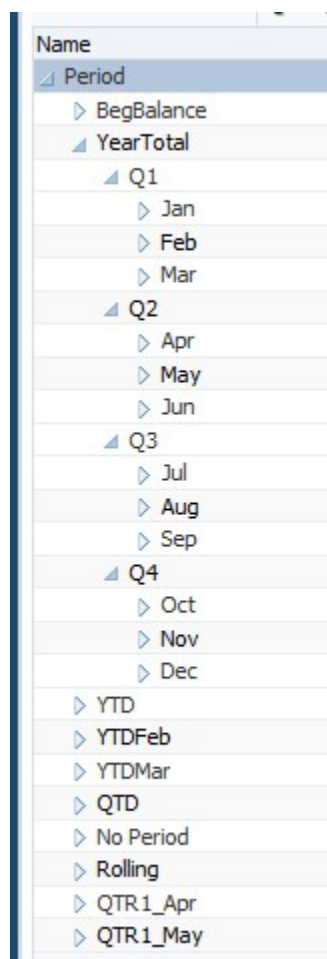 Name
Period
BegBalance
YearTotal
Q1
Jan
Feb
Mar
Q2
Apr
May
Jun
Q3
Jul
Aug
Sep
Q4
Oct
Nov
Dec
YTD
YTDFeb
YTDMar
QTD
No Period
Rolling
QTR1_Apr
QTR1_May